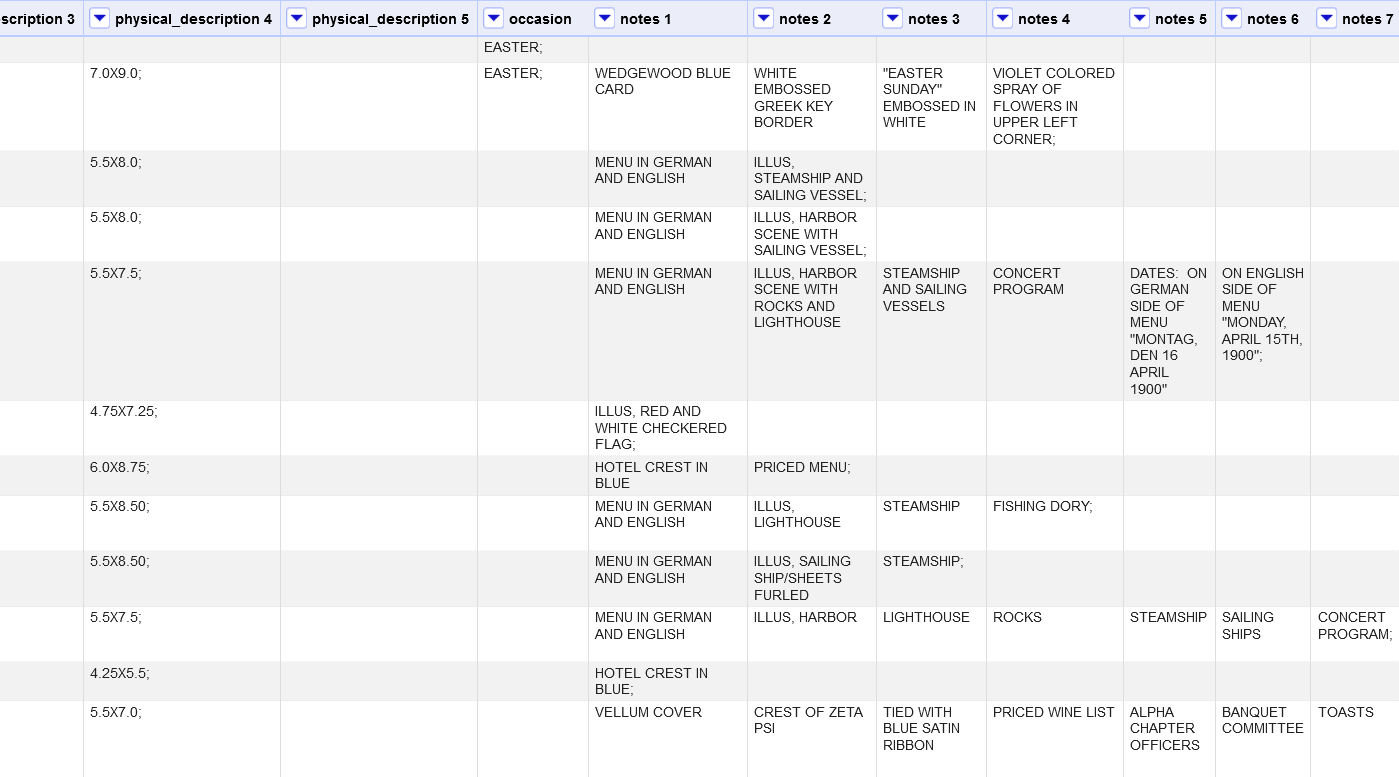 scription 3 physical_description 4 physical_description 5 occasion notes 1 notes 2 notes 3 notes 4 notes 5 notes 6 notes 7
EASTER;
7.0X9.0; EASTER; WEDGEWOOD BLUE WHITE "EASTER VIOLET COLORED
CARD EMBOSSED SUNDAY" SPRAY OF
GREEK KEY EMBOSSED IN FLOWERS IN
BORDER WHITE UPPER LEFT
CORNER;
5.5X8.0; MENU IN GERMAN ILLUS,
AND ENGLISH STEAMSHIP AND
SAILING VESSEL;
5.5X8.0; MENU IN GERMAN ILLUS, HARBOR
AND ENGLISH SCENE WITH
SAILING VESSEL;
5.5X7.5; MENU IN GERMAN ILLUS, HARBOR STEAMSHIP CONCERT DATES: ON ON ENGLISH
AND ENGLISH SCENE WITH AND SAILING PROGRAM GERMAN SIDE OF
ROCKS AND VESSELS SIDE OF MENU
LIGHTHOUSE MENU "MONDAY,
"MONTAG, APRIL 15TH,
DEN 16 1900";
APRIL
1900"
4.75X7.25; ILLUS, RED AND
WHITE CHECKERED
FLAG;
6.0X8.75; HOTEL CREST IN PRICED MENU;
BLUE
5.5X8.50; MENU IN GERMAN ILLUS, STEAMSHIP FISHING DORY;
AND ENGLISH LIGHTHOUSE
5.5X8.50; MENU IN GERMAN ILLUS, SAILING STEAMSHIP;
AND ENGLISH SHIP/SHEETS
FURLED
5.5X7.5; MENU IN GERMAN ILLUS, HARBOR LIGHTHOUSE ROCKS STEAMSHIP SAILING CONCERT
AND ENGLISH SHIPS PROGRAM;
4.25X5.5; HOTEL CREST IN
BLUE;
5.5X7.0; VELLUM COVER CREST OF ZETA TIED WITH PRICED WINE LIST ALPHA BANQUET TOASTS
PSI BLUE SATIN CHAPTER COMMITTEE
RIBBON OFFICERS